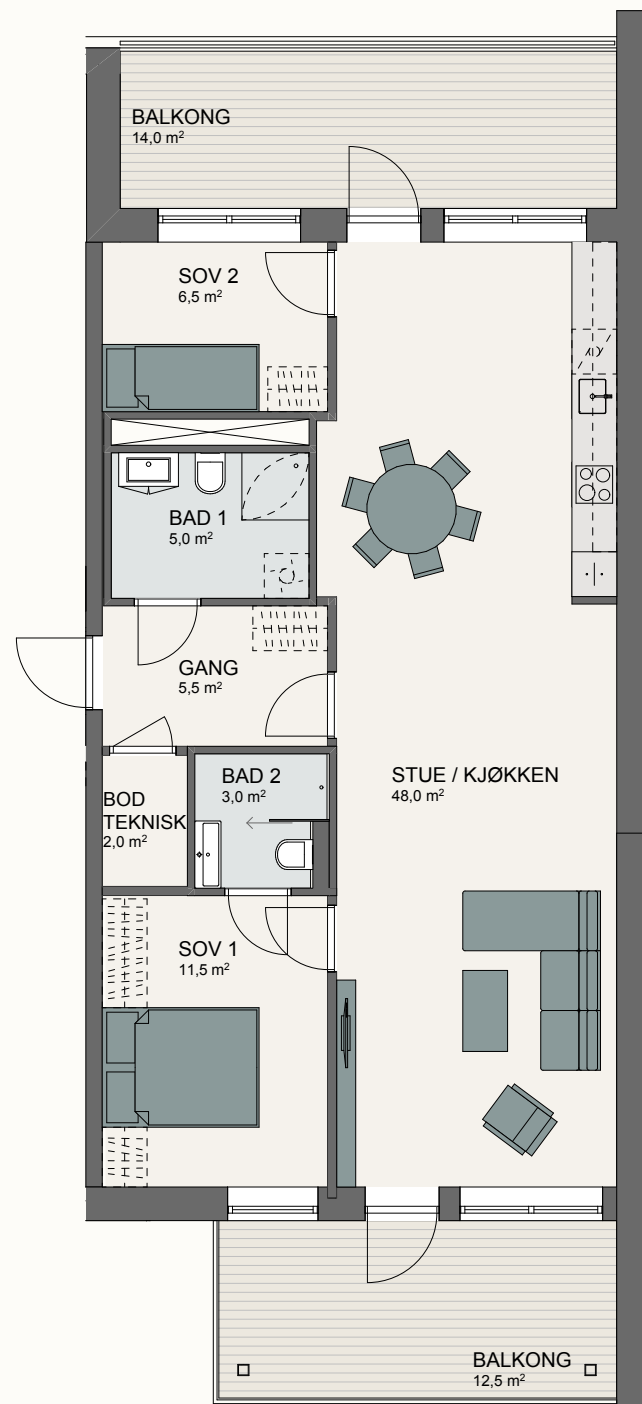 BALKONG
14,0 m²
SOV 2
6,5 m²
BAD 1
5,0 m²
GANG
5,5 m²
BAD 2
3,0 m²
STUE / KJØKKEN
48,0 m²
BOD
TEKNISK
2,0 m²
SOV 1
11,5 m²
BALKONG
12,5 m²